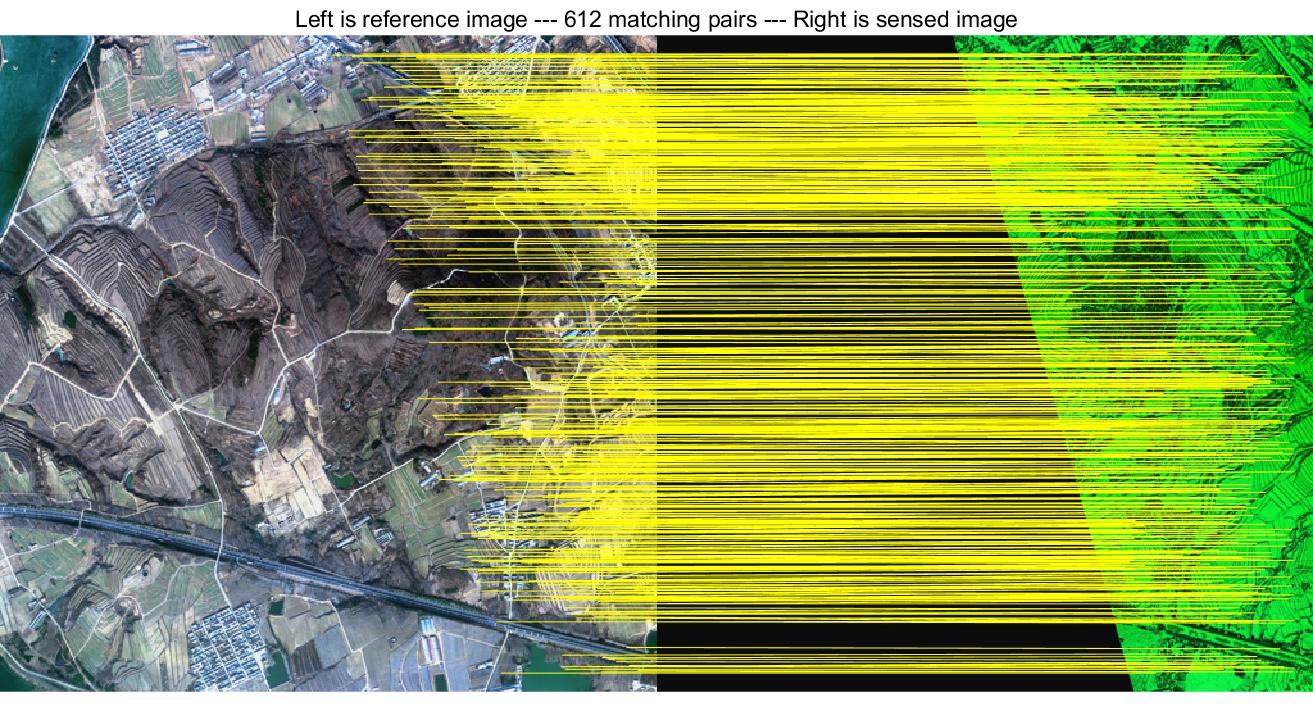 Left is reference image --- 612 matching pairs --- Right is sensed image